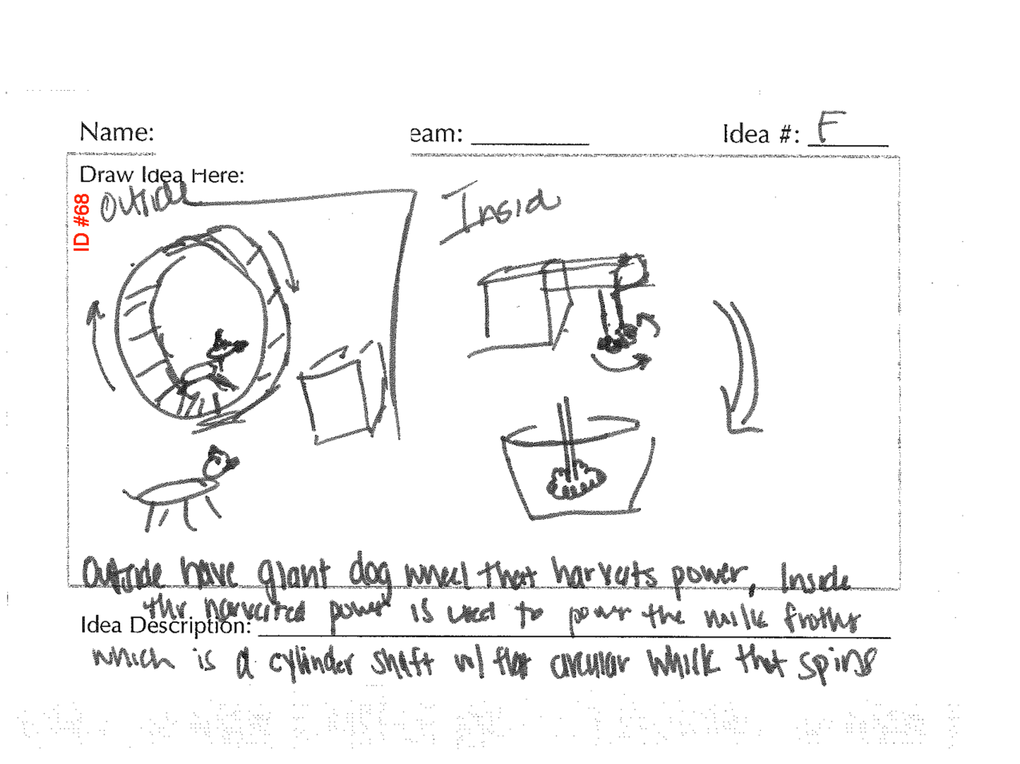 Name:
eam:
Idea #: F
Draw Idea Here:
ID #68
Outside
Insid
Outside have giant dog wheel that harvests power, Inside
the harvested power is used to power the milk frother
Idea Description:
which is a cylinder shaft w/ flat circular whisk that spins